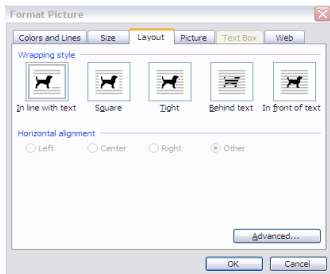 Format Picture
Colors and Lines Size Layout Picture Text Box Web
Wrapping style
In line with text Square Tight Behind text In front of text
Horizontal alignment
Left Center Right Other
Advanced...
OK Cancel